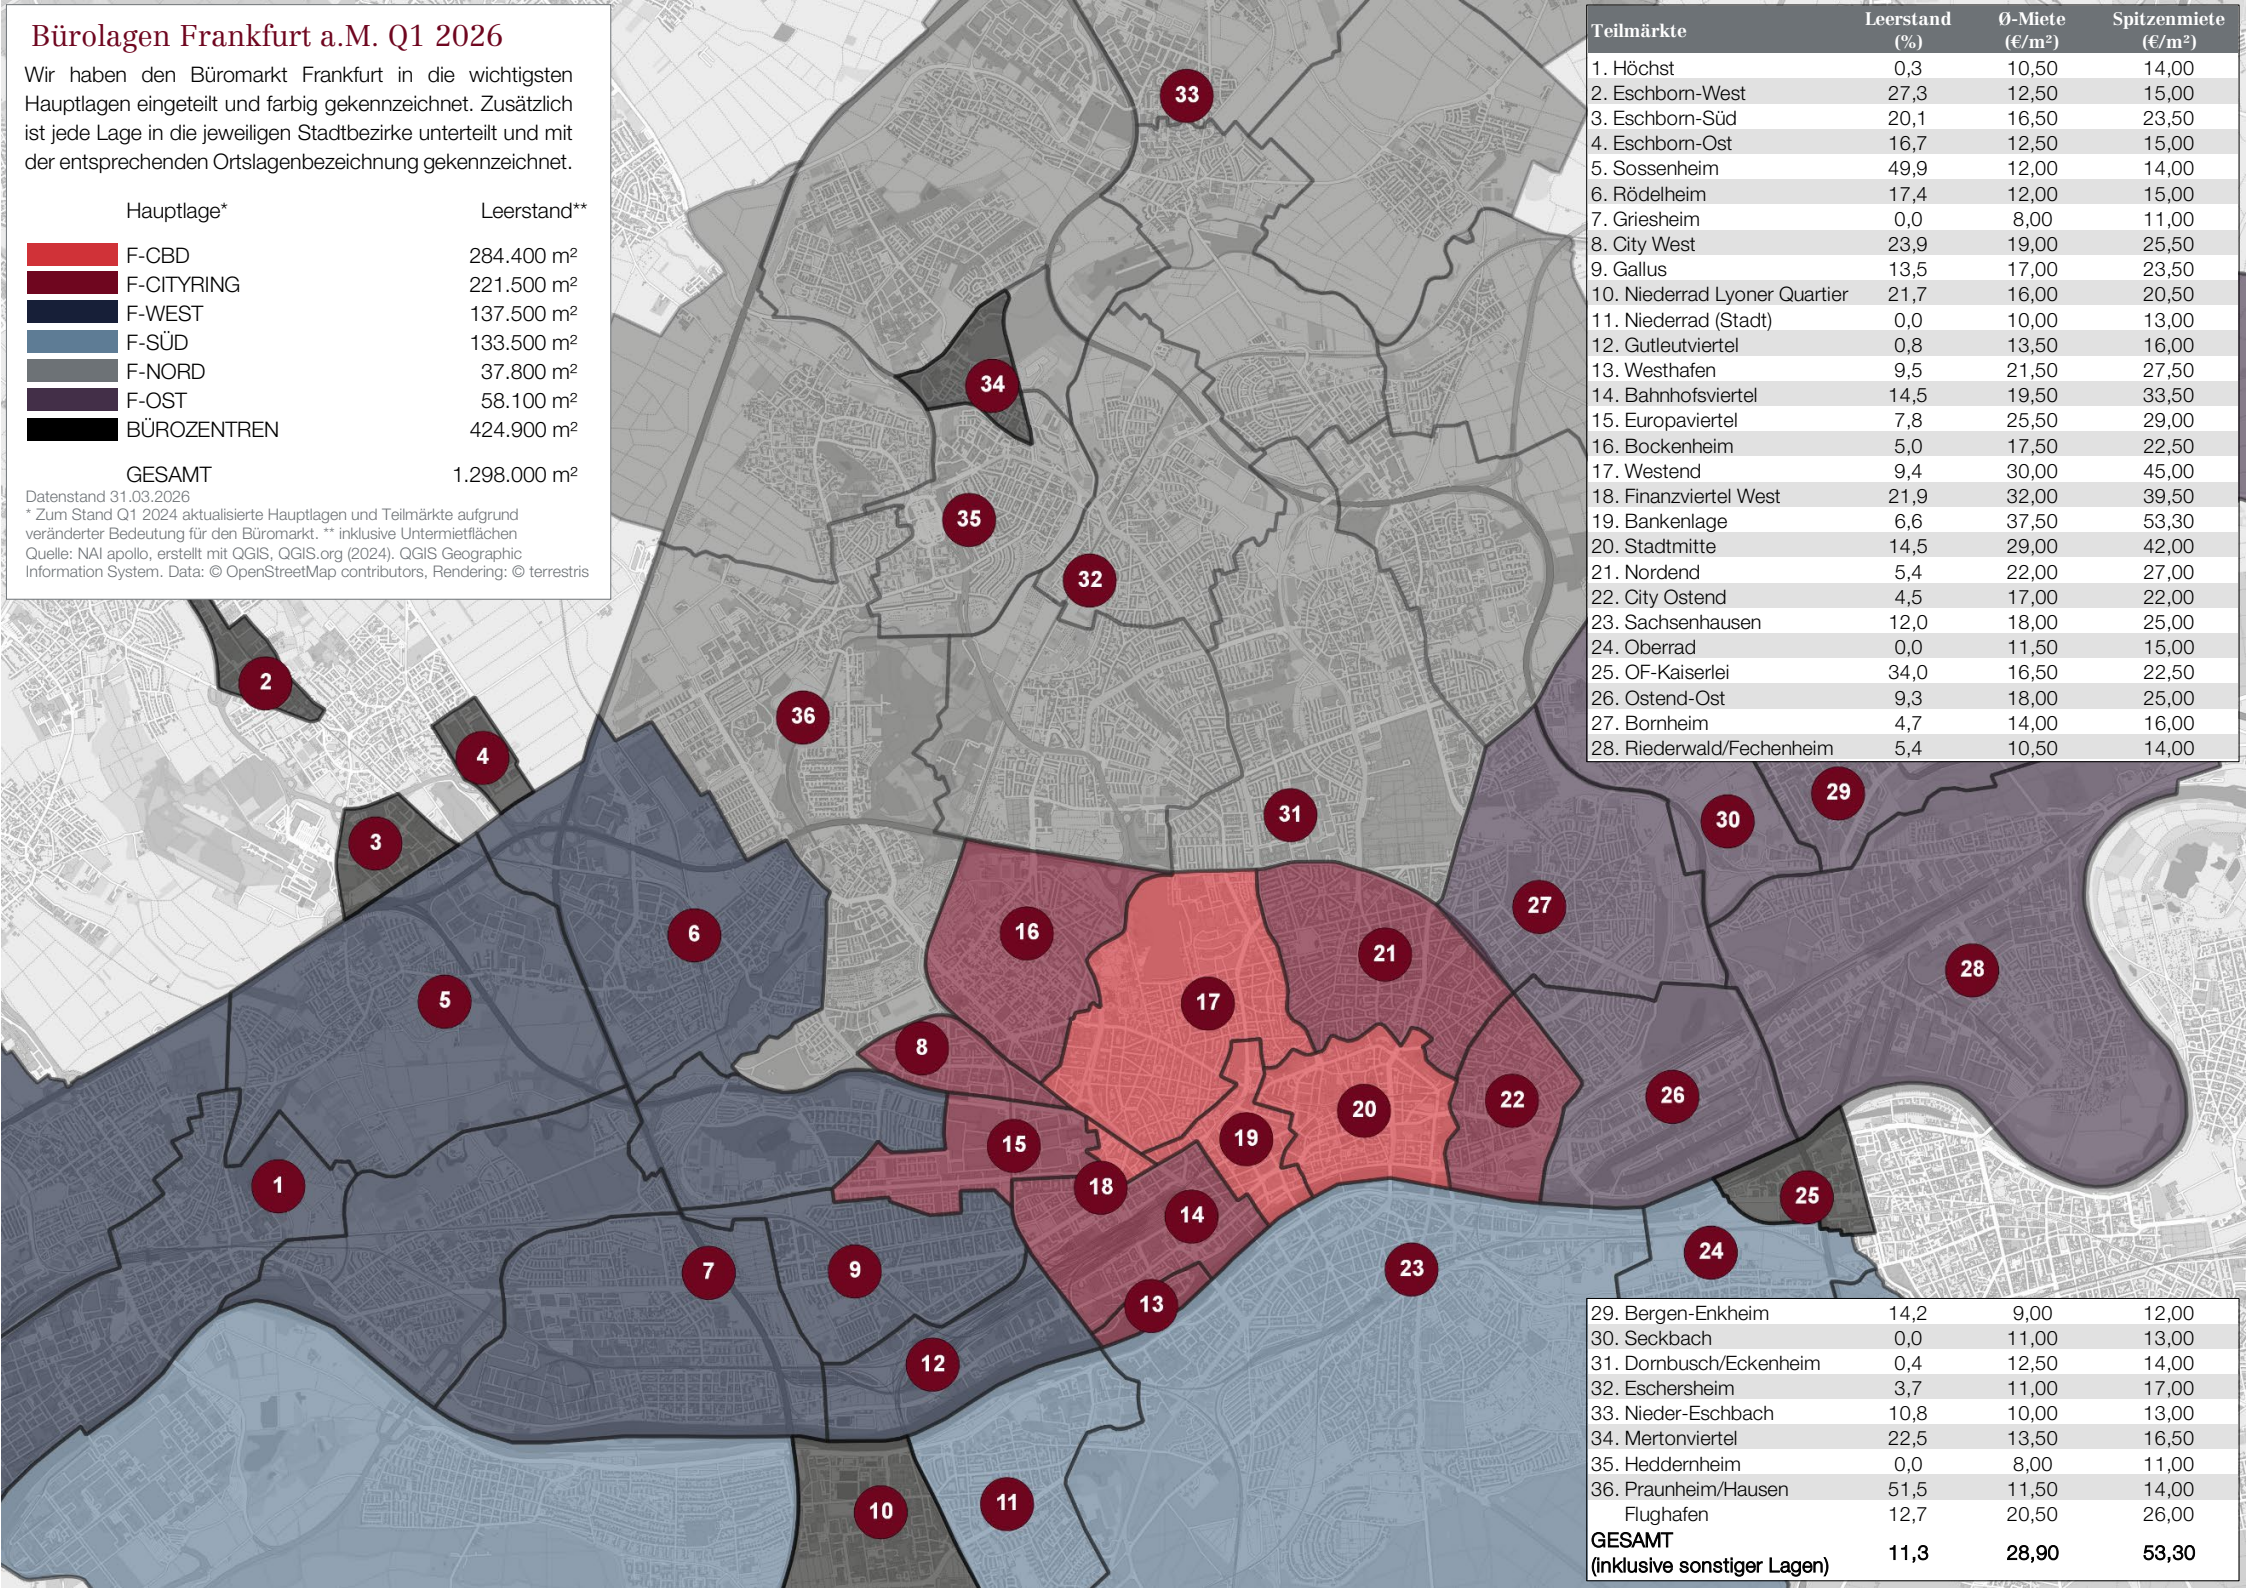 Bürolagen Frankfurt a.M. Q1 2026
Wir haben den Büromarkt Frankfurt in die wichtigsten
Hauptlagen eingeteilt und farbig gekennzeichnet. Zusätzlich
ist jede Lage in die jeweiligen Stadtbezirke unterteilt und mit
der entsprechenden Ortslagenbezeichnung gekennzeichnet.
Hauptlage* Leerstand**
F-CBD 284.400 m²
F-CITYRING 221.500 m²
F-WEST 137.500 m²
F-SÜD 133.500 m²
F-NORD 37.800 m²
F-OST 58.100 m²
BÜROZENTREN 424.900 m²
GESAMT 1.298.000 m²
Datenstand 31.03.2026
* Zum Stand Q1 2024 aktualisierte Hauptlagen und Teilmärkte aufgrund
veränderter Bedeutung für den Büromarkt. ** inklusive Untermietflächen
Quelle: NAI apollo, erstellt mit QGIS, QGIS.org (2024). QGIS Geographic
Information System. Data: © OpenStreetMap contributors, Rendering: © terrestris
Teilmärkte Leerstand (%) Ø-Miete (€/m²) Spitzenmiete (€/m²)
1. Höchst 0,3 10,50 14,00
2. Eschborn-West 27,3 12,50 15,00
3. Eschborn-Süd 20,1 16,50 23,50
4. Eschborn-Ost 16,7 12,50 15,00
5. Sossenheim 49,9 12,00 14,00
6. Rödelheim 17,4 12,00 15,00
7. Griesheim 0,0 8,00 11,00
8. City West 23,9 19,00 25,50
9. Gallus 13,5 17,00 23,50
10. Niederrad Lyoner Quartier 21,7 16,00 20,50
11. Niederrad (Stadt) 0,0 10,00 13,00
12. Gutleutviertel 0,8 13,50 16,00
13. Westhafen 9,5 21,50 27,50
14. Bahnhofsviertel 14,5 19,50 33,50
15. Europaviertel 7,8 25,50 29,00
16. Bockenheim 5,0 17,50 22,50
17. Westend 9,4 30,00 45,00
18. Finanzviertel West 21,9 32,00 39,50
19. Bankenlage 6,6 37,50 53,30
20. Stadtmitte 14,5 29,00 42,00
21. Nordend 5,4 22,00 27,00
22. City Ostend 4,5 17,00 22,00
23. Sachsenhausen 12,0 18,00 25,00
24. Oberrad 0,0 11,50 15,00
25. OF-Kaiserlei 34,0 16,50 22,50
26. Ostend-Ost 9,3 18,00 25,00
27. Bornheim 4,7 14,00 16,00
28. Riederwald/Fechenheim 5,4 10,50 14,00
29. Bergen-Enkheim 14,2 9,00 12,00
30. Seckbach 0,0 11,00 13,00
31. Dornbusch/Eckenheim 0,4 12,50 14,00
32. Eschersheim 3,7 11,00 17,00
33. Nieder-Eschbach 10,8 10,00 13,00
34. Mertonviertel 22,5 13,50 16,50
35. Heddernheim 0,0 8,00 11,00
36. Praunheim/Hausen 51,5 11,50 14,00
Flughafen 12,7 20,50 26,00
GESAMT
(inklusive sonstiger Lagen) 11,3 28,90 53,30
33
34
35
32
2
36
4
31
29
30
3
27
6
16
21
28
5
17
8
26
22
20
19
15
1
18
25
14
24
23
7
9
13
12
11
10